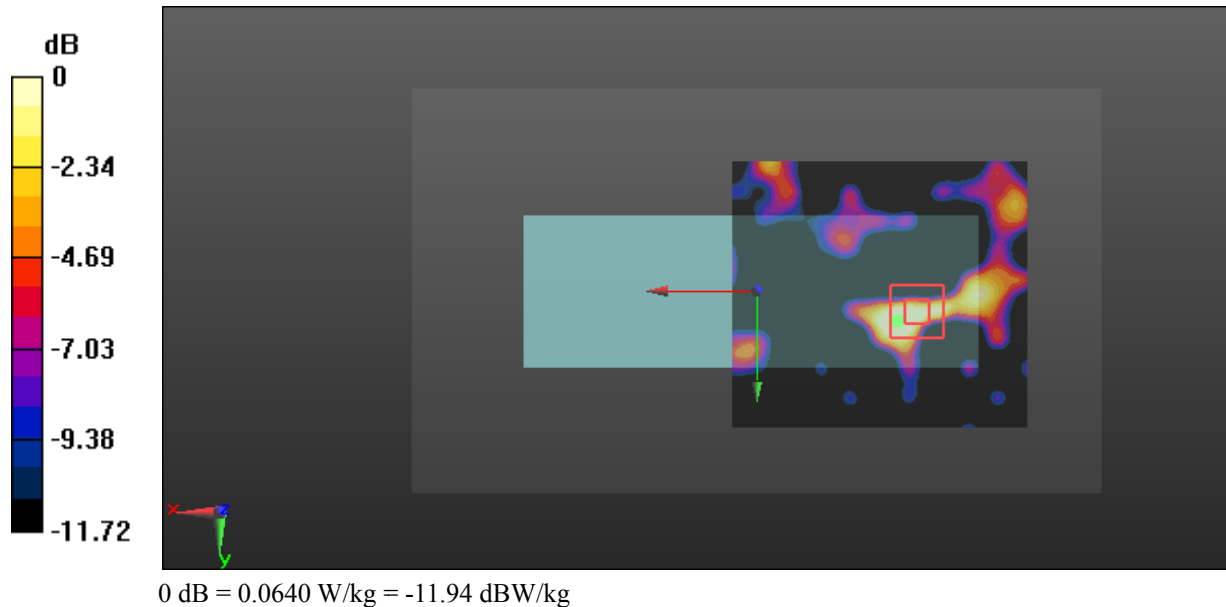 dB
0
-2.34
-4.69
-7.03
-9.38
-11.72
x
z
y
0 dB = 0.0640 W/kg = -11.94 dBW/kg